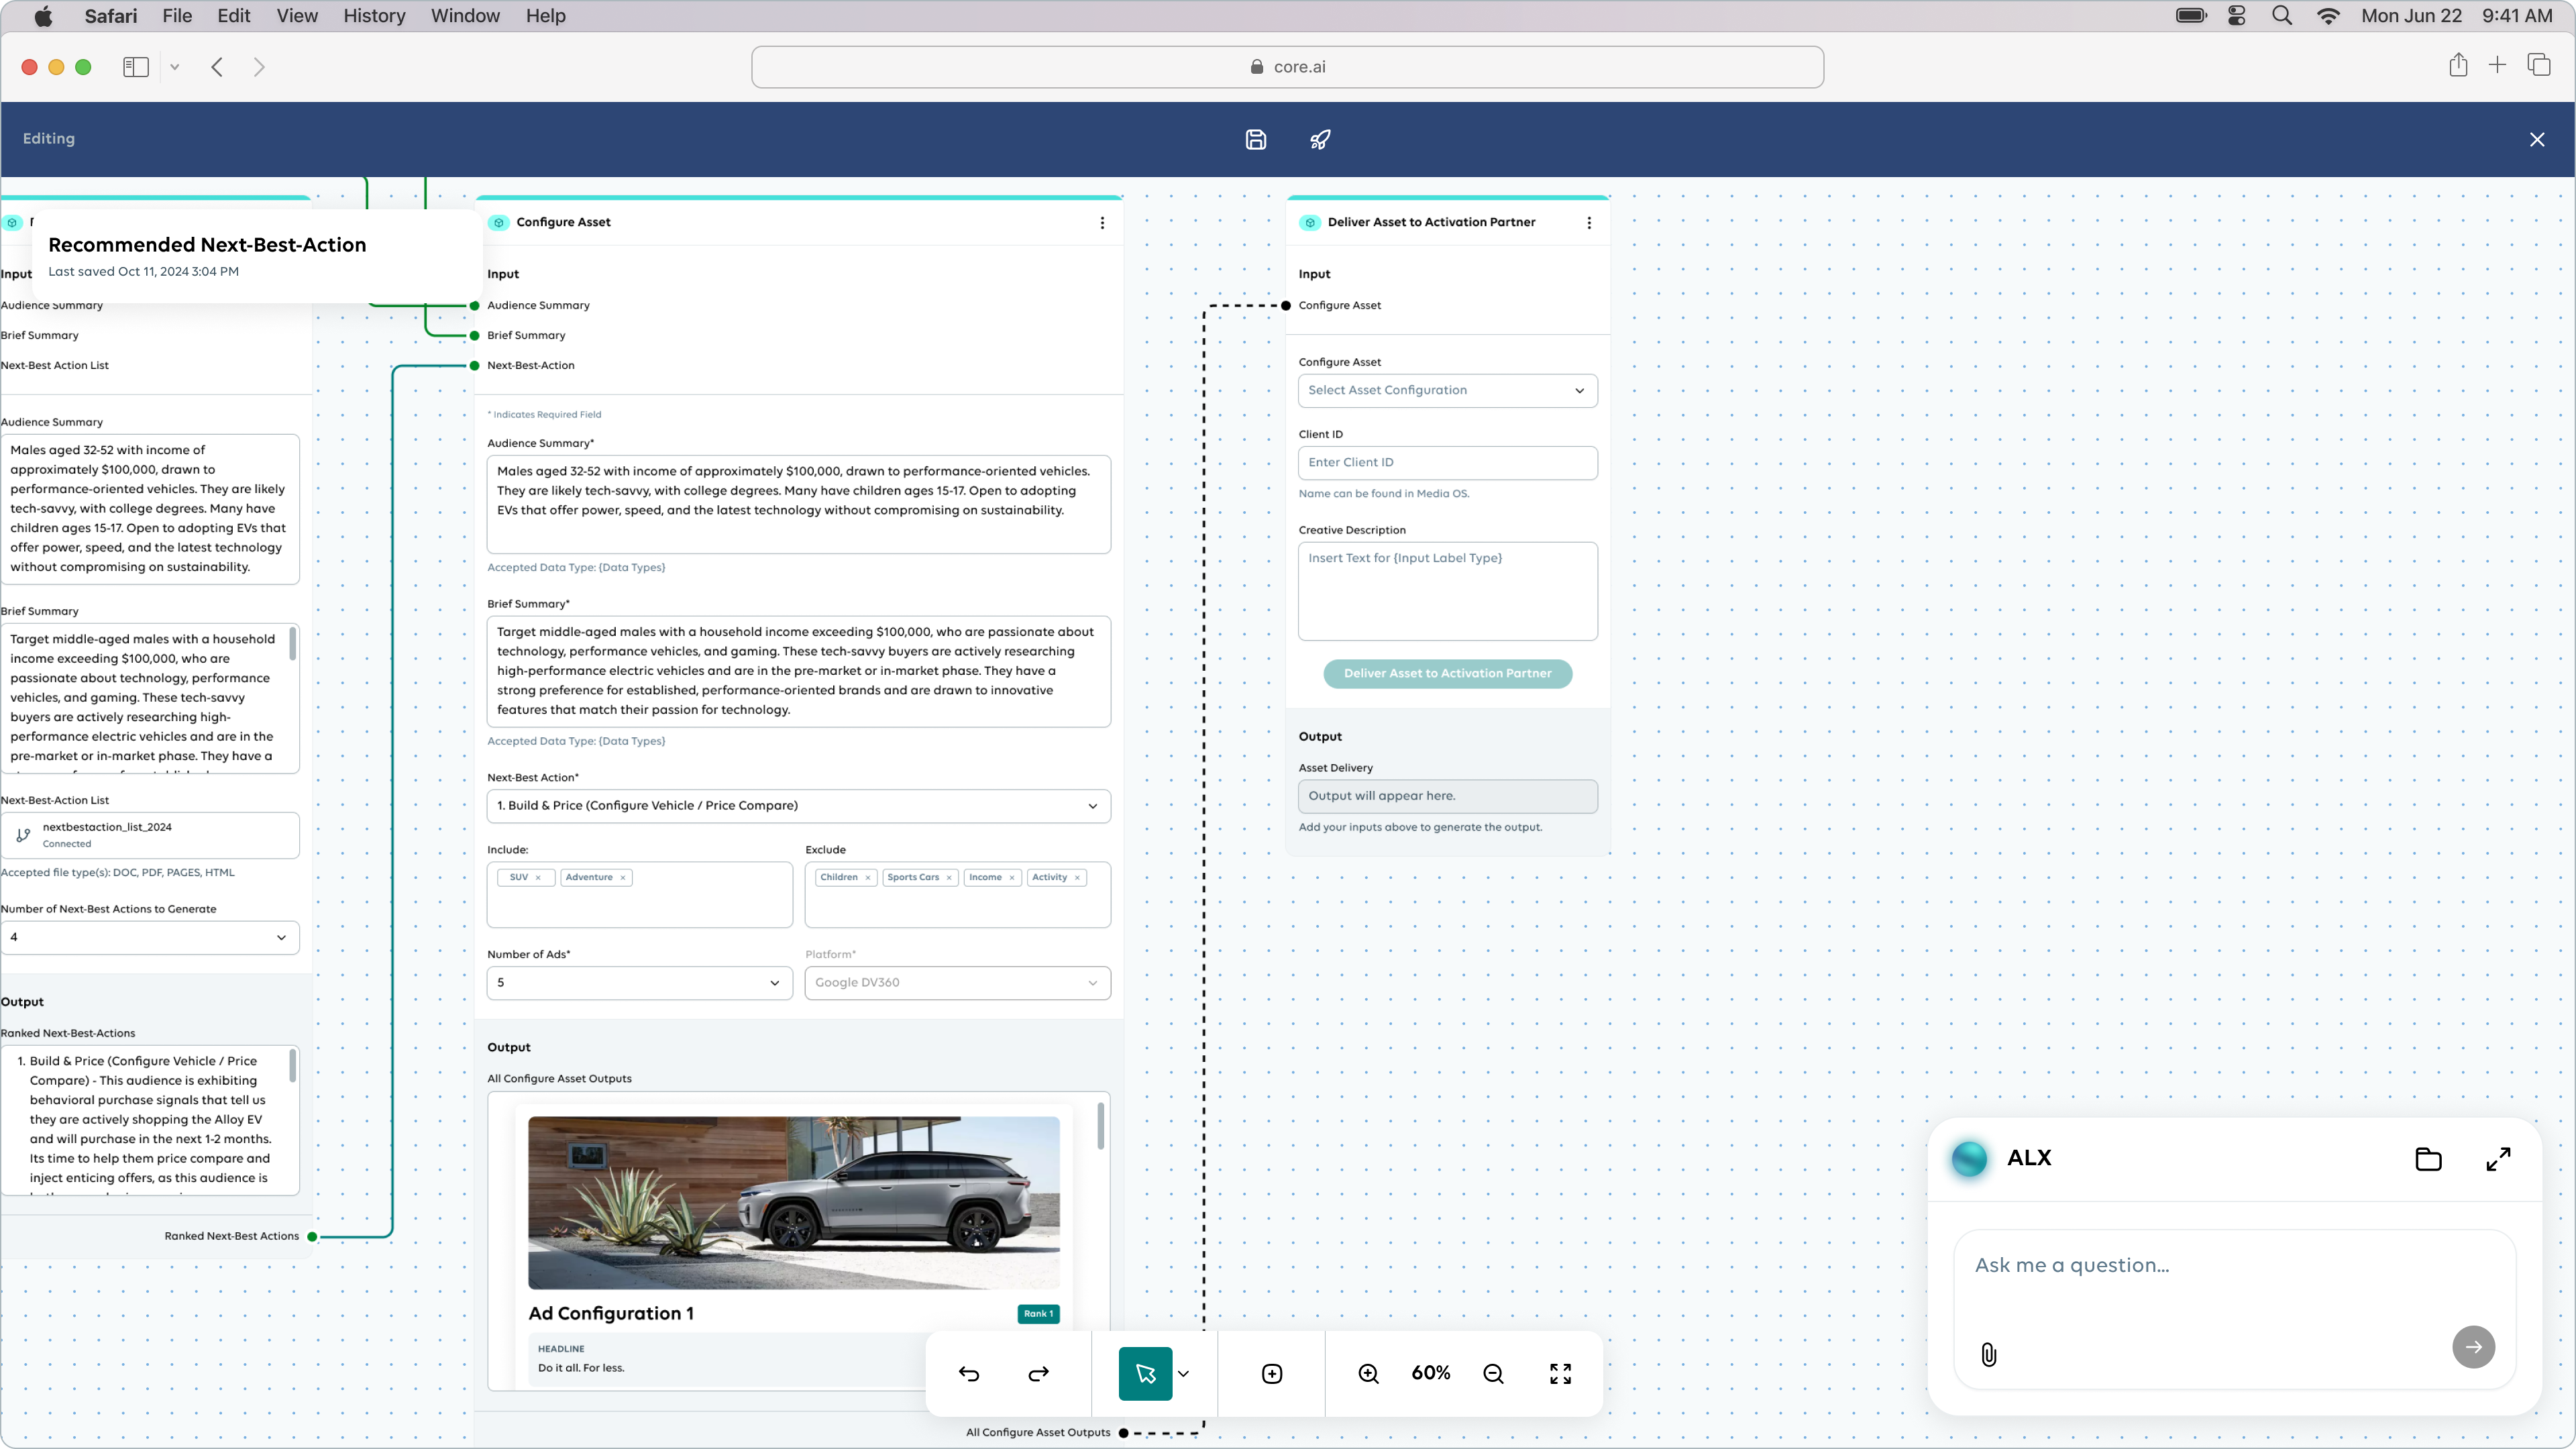 Safari File Edit View History Window Help
Mon Jun 22 9:41 AM
core.ai
Editing
Recommended Next-Best-Action
Last saved Oct 11, 2024 3:04 PM
Input
Audience Summary
Brief Summary
Next-Best Action List
Audience Summary
Males aged 32-52 with income of
approximately $100,000, drawn to
performance-oriented vehicles. They are likely
tech-savvy, with college degrees. Many have
children ages 15-17. Open to adopting EVs that
offer power, speed, and the latest technology
without compromising on sustainability.
Brief Summary
Target middle-aged males with a household
income exceeding $100,000, who are
passionate about technology, performance
vehicles, and gaming. These tech-savvy
buyers are actively researching high-
performance electric vehicles and are in the
pre-market or in-market phase. They have a
Next-Best-Action List
nextbestaction_list_2024
Connected
Accepted file type(s): DOC, PDF, PAGES, HTML
Number of Next-Best Actions to Generate
4
Output
Ranked Next-Best-Actions
1. Build & Price (Configure Vehicle / Price
Compare) - This audience is exhibiting
behavioral purchase signals that tell us
they are actively shopping the Alloy EV
and will purchase in the next 1-2 months.
Its time to help them price compare and
inject enticing offers, as this audience is
Ranked Next-Best Actions
Configure Asset
Input
Audience Summary
Brief Summary
Next-Best-Action
* Indicates Required Field
Audience Summary*
Males aged 32-52 with income of approximately $100,000, drawn to performance-oriented vehicles.
They are likely tech-savvy, with college degrees. Many have children ages 15-17. Open to adopting
EVs that offer power, speed, and the latest technology without compromising on sustainability.
Accepted Data Type: {Data Types}
Brief Summary*
Target middle-aged males with a household income exceeding $100,000, who are passionate about
technology, performance vehicles, and gaming. These tech-savvy buyers are actively researching
high-performance electric vehicles and are in the pre-market or in-market phase. They have a
strong preference for established, performance-oriented brands and are drawn to innovative
features that match their passion for technology.
Accepted Data Type: {Data Types}
Next-Best Action*
1. Build & Price (Configure Vehicle / Price Compare)
Include:
SUV × Adventure ×
Exclude
Children × Sports Cars × Income × Activity ×
Number of Ads*
5
Platform*
Google DV360
Output
All Configure Asset Outputs
Ad Configuration 1
Rank 1
HEADLINE
Do it all. For less.
All Configure Asset Outputs
Deliver Asset to Activation Partner
Input
Configure Asset
Configure Asset
Select Asset Configuration
Client ID
Enter Client ID
Name can be found in Media OS.
Creative Description
Insert Text for {Input Label Type}
Deliver Asset to Activation Partner
Output
Asset Delivery
Output will appear here.
Add your inputs above to generate the output.
60%
ALX
Ask me a question...